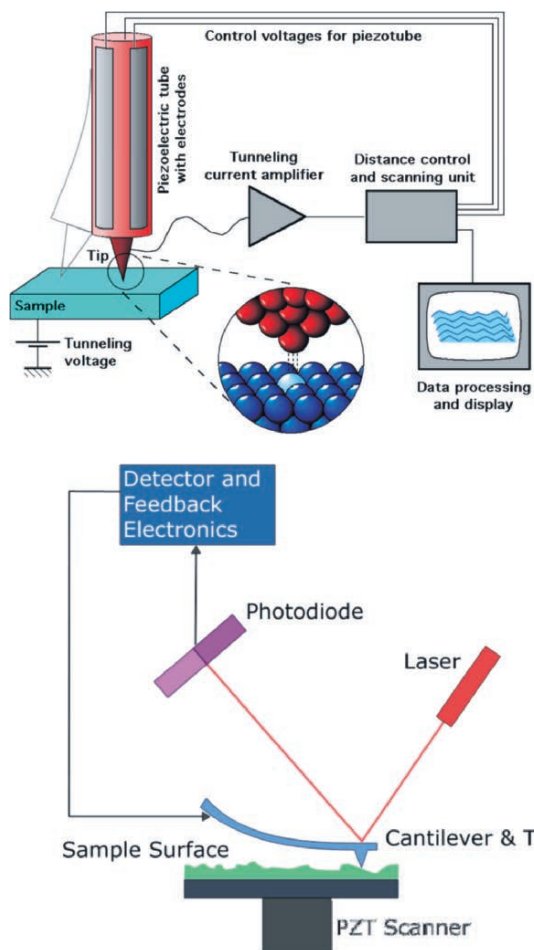 Control voltages for piezotube
Piezoelectric tube
with electrodes
Tunneling
current amplifier
Distance control
and scanning unit
Tip
Sample
Tunneling
voltage
Data processing
and display
Detector and
Feedback
Electronics
Photodiode
Laser
Cantilever & T
Sample Surface
PZT Scanner